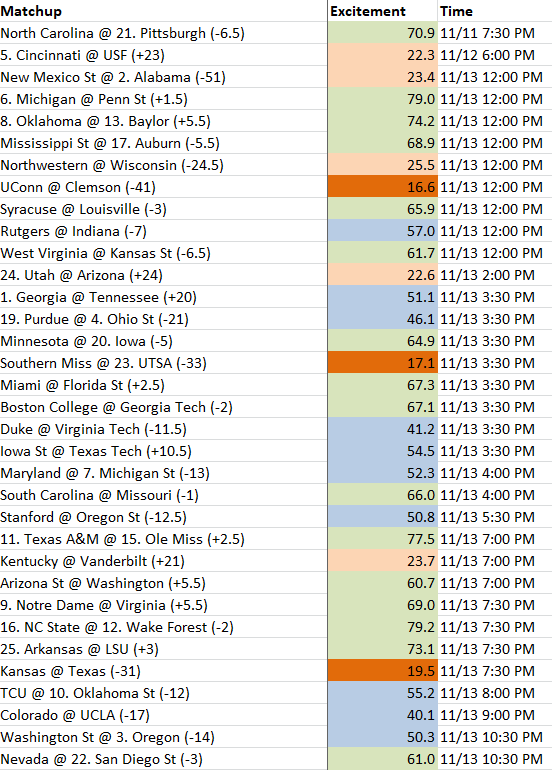 Matchup Excitement Time
North Carolina @ 21. Pittsburgh (-6.5) 70.9 11/11 7:30 PM
5. Cincinnati @ USF (+23) 22.3 11/12 6:00 PM
New Mexico St @ 2. Alabama (-51) 23.4 11/13 12:00 PM
6. Michigan @ Penn St (+1.5) 79.0 11/13 12:00 PM
8. Oklahoma @ 13. Baylor (+5.5) 74.2 11/13 12:00 PM
Mississippi St @ 17. Auburn (-5.5) 68.9 11/13 12:00 PM
Northwestern @ Wisconsin (-24.5) 25.5 11/13 12:00 PM
UConn @ Clemson (-41) 16.6 11/13 12:00 PM
Syracuse @ Louisville (-3) 65.9 11/13 12:00 PM
Rutgers @ Indiana (-7) 57.0 11/13 12:00 PM
West Virginia @ Kansas St (-6.5) 61.7 11/13 12:00 PM
24. Utah @ Arizona (+24) 22.6 11/13 2:00 PM
1. Georgia @ Tennessee (+20) 51.1 11/13 3:30 PM
19. Purdue @ 4. Ohio St (-21) 46.1 11/13 3:30 PM
Minnesota @ 20. Iowa (-5) 64.9 11/13 3:30 PM
Southern Miss @ 23. UTSA (-33) 17.1 11/13 3:30 PM
Miami @ Florida St (+2.5) 67.3 11/13 3:30 PM
Boston College @ Georgia Tech (-2) 67.1 11/13 3:30 PM
Duke @ Virginia Tech (-11.5) 41.2 11/13 3:30 PM
Iowa St @ Texas Tech (+10.5) 54.5 11/13 3:30 PM
Maryland @ 7. Michigan St (-13) 52.3 11/13 4:00 PM
South Carolina @ Missouri (-1) 66.0 11/13 4:00 PM
Stanford @ Oregon St (-12.5) 50.8 11/13 5:30 PM
11. Texas A&M @ 15. Ole Miss (+2.5) 77.5 11/13 7:00 PM
Kentucky @ Vanderbilt (+21) 23.7 11/13 7:00 PM
Arizona St @ Washington (+5.5) 60.7 11/13 7:00 PM
9. Notre Dame @ Virginia (+5.5) 69.0 11/13 7:30 PM
16. NC State @ 12. Wake Forest (-2) 79.2 11/13 7:30 PM
25. Arkansas @ LSU (+3) 73.1 11/13 7:30 PM
Kansas @ Texas (-31) 19.5 11/13 7:30 PM
TCU @ 10. Oklahoma St (-12) 55.2 11/13 8:00 PM
Colorado @ UCLA (-17) 40.1 11/13 9:00 PM
Washington St @ 3. Oregon (-14) 50.3 11/13 10:30 PM
Nevada @ 22. San Diego St (-3) 61.0 11/13 10:30 PM